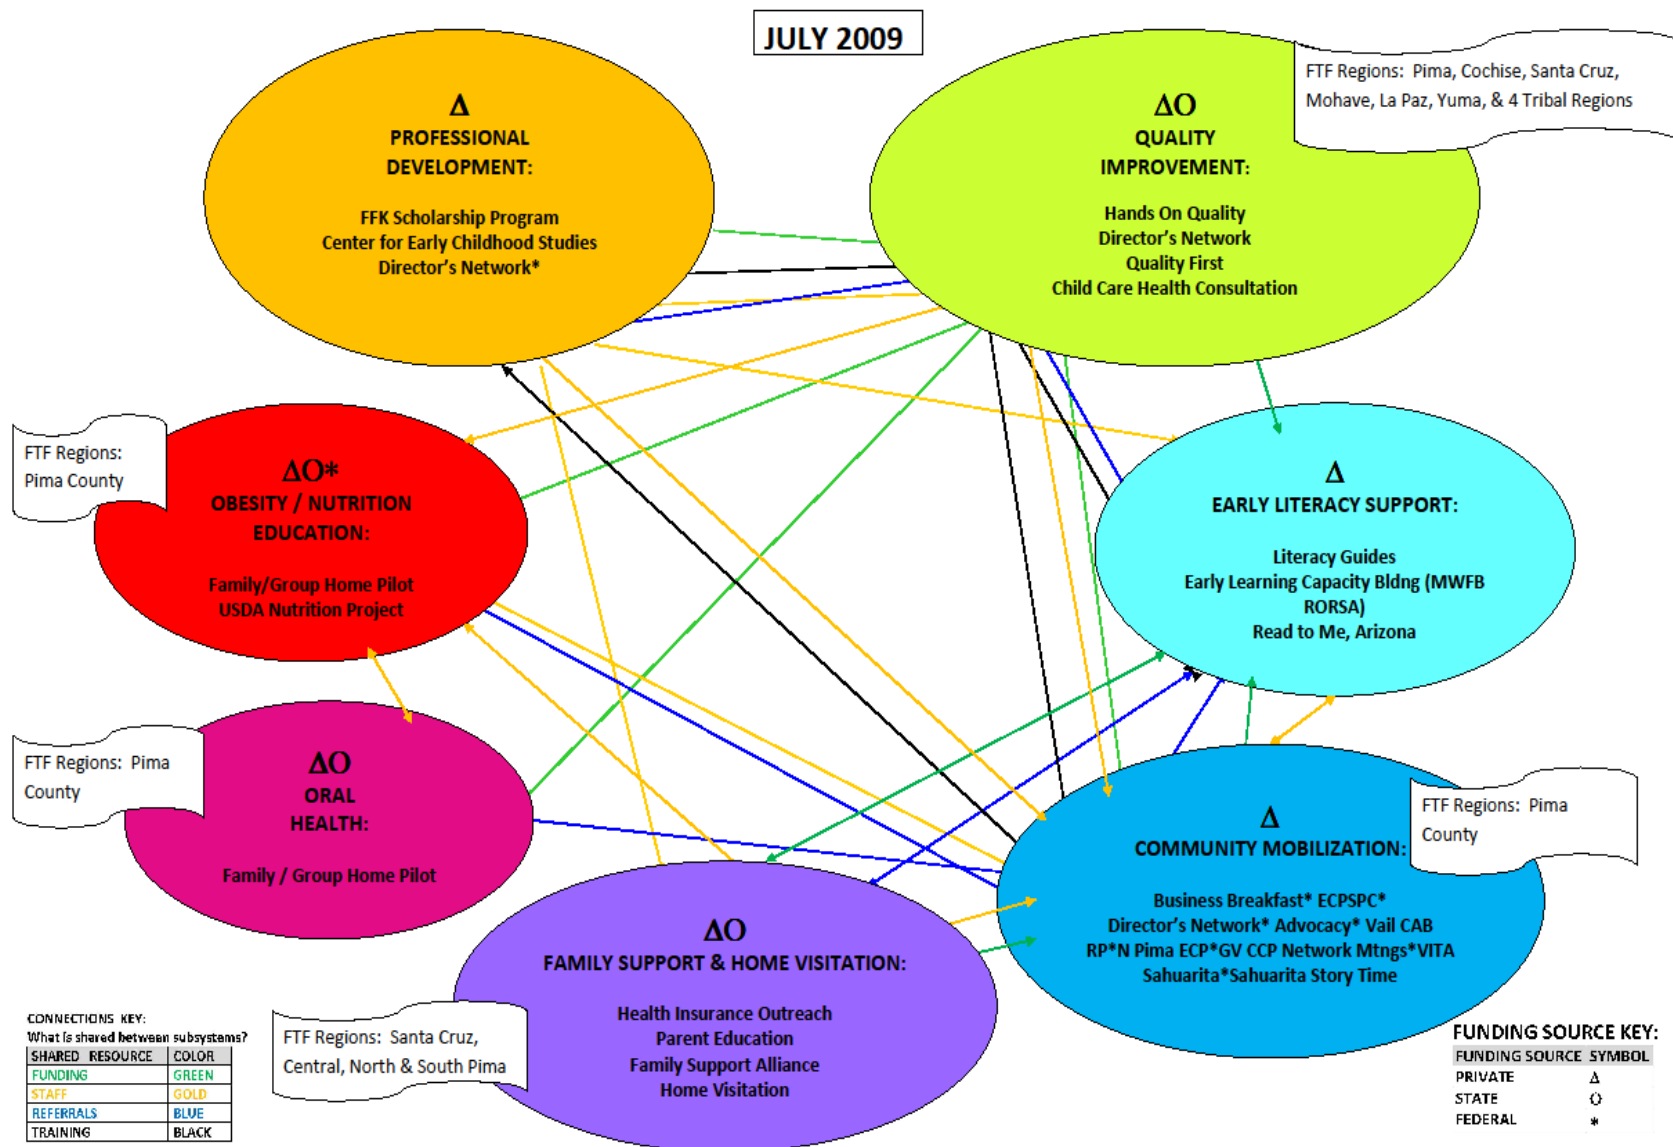 JULY 2009
Δ
PROFESSIONAL
DEVELOPMENT:
FFK Scholarship Program
Center for Early Childhood Studies
Director's Network*
ΔO
QUALITY
IMPROVEMENT:
Hands On Quality
Director's Network
Quality First
Child Care Health Consultation
FTF Regions: Pima, Cochise, Santa Cruz,
Mohave, La Paz, Yuma, & 4 Tribal Regions
FTF Regions:
Pima County
ΔO*
OBESITY / NUTRITION
EDUCATION:
Family/Group Home Pilot
USDA Nutrition Project
Δ
EARLY LITERACY SUPPORT:
Literacy Guides
Early Learning Capacity Bldng (MWFB
RORSA)
Read to Me, Arizona
FTF Regions: Pima
County
ΔO
ORAL
HEALTH:
Family / Group Home Pilot
Δ
COMMUNITY MOBILIZATION:
Business Breakfast* ECPSPC*
Director's Network* Advocacy* Vail CAB
RP*N Pima ECP*GV CCP Network Mtngs*VITA
Sahuarita*Sahuarita Story Time
FTF Regions: Pima
County
ΔO
FAMILY SUPPORT & HOME VISITATION:
Health Insurance Outreach
Parent Education
Family Support Alliance
Home Visitation
FTF Regions: Santa Cruz,
Central, North & South Pima
CONNECTIONS KEY:
What is shared between subsystems?
SHARED RESOURCE COLOR
FUNDING GREEN
STAFF GOLD
REFERRALS BLUE
TRAINING BLACK
FUNDING SOURCE KEY:
FUNDING SOURCE SYMBOL
PRIVATE Δ
STATE O
FEDERAL *